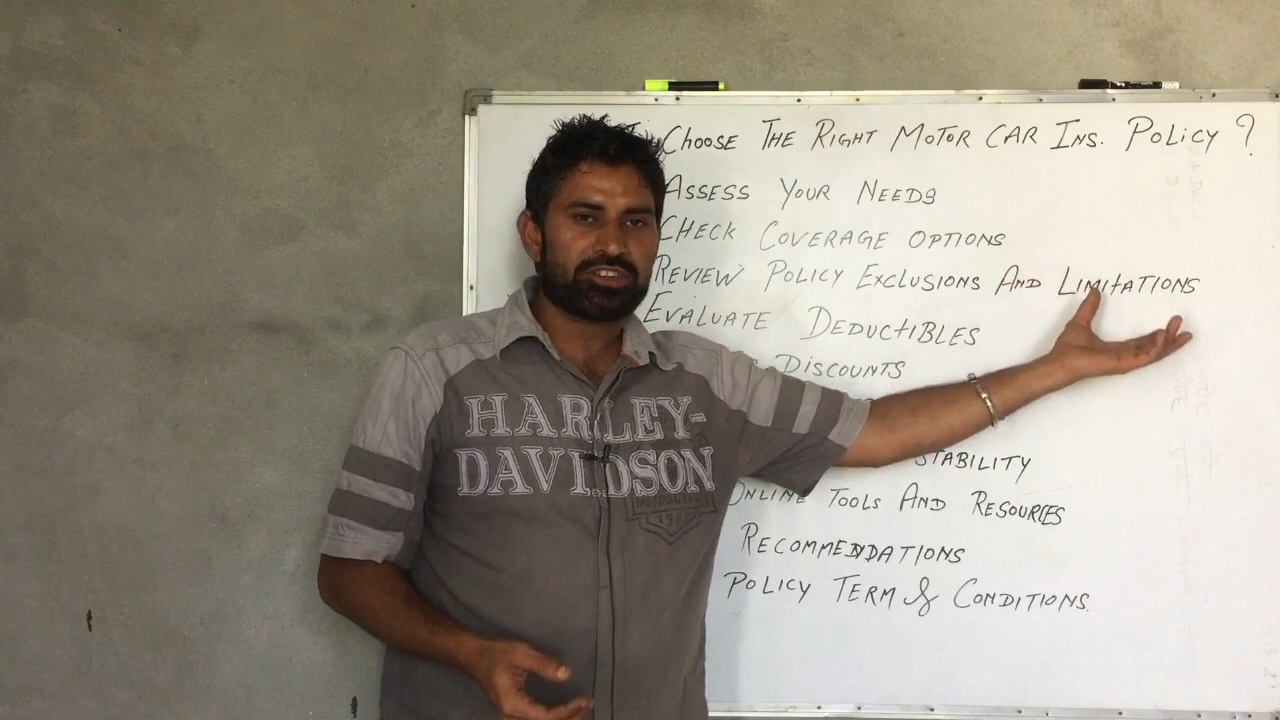 Choose The Right Motor Car Ins. Policy ?
Assess Your Needs
Check Coverage Options
Review Policy Exclusions And Limitations
Evaluate Deductibles
Discounts
Stability
Online Tools And Resources
Recommendations
Policy Term & Conditions.
HARLEY-
DAVIDSON